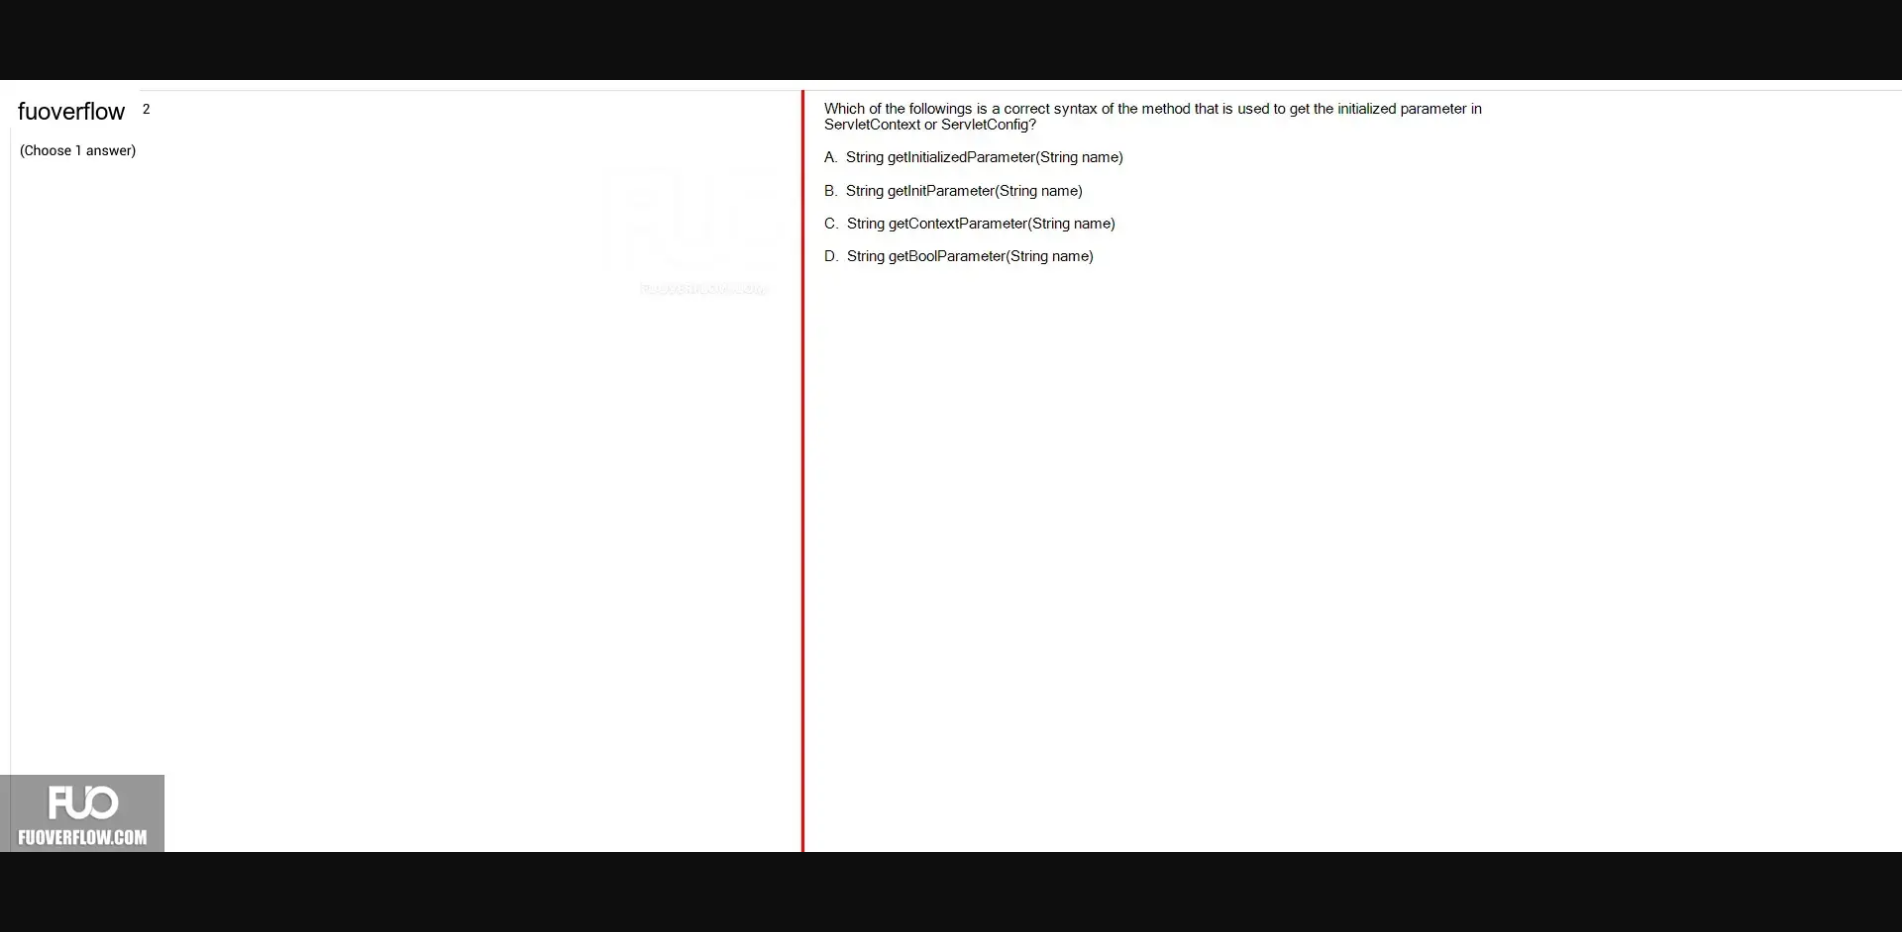 fuoverflow 2
(Choose 1 answer)
Which of the followings is a correct syntax of the method that is used to get the initialized parameter in
ServletContext or ServletConfig?
A. String getInitializedParameter(String name)
B. String getInitParameter(String name)
C. String getContextParameter(String name)
D. String getBoolParameter(String name)
FUO
FUOVERFLOW.COM
FUO
FUOVERFLOW.COM